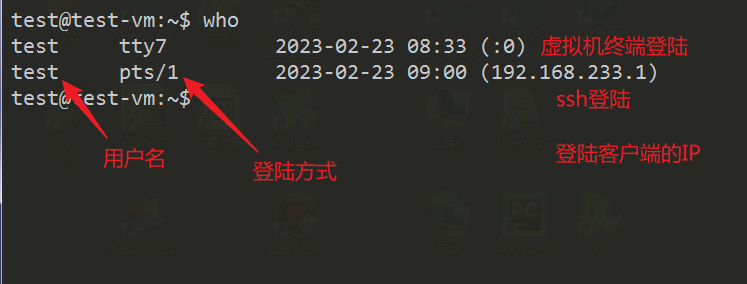 test@test-vm:~$ who
test     tty7         2023-02-23 08:33 (:0) 虚拟机终端登陆
test     pts/1        2023-02-23 09:00 (192.168.233.1)
test@test-vm:~$
ssh登陆
用户名
登陆方式
登陆客户端的IP